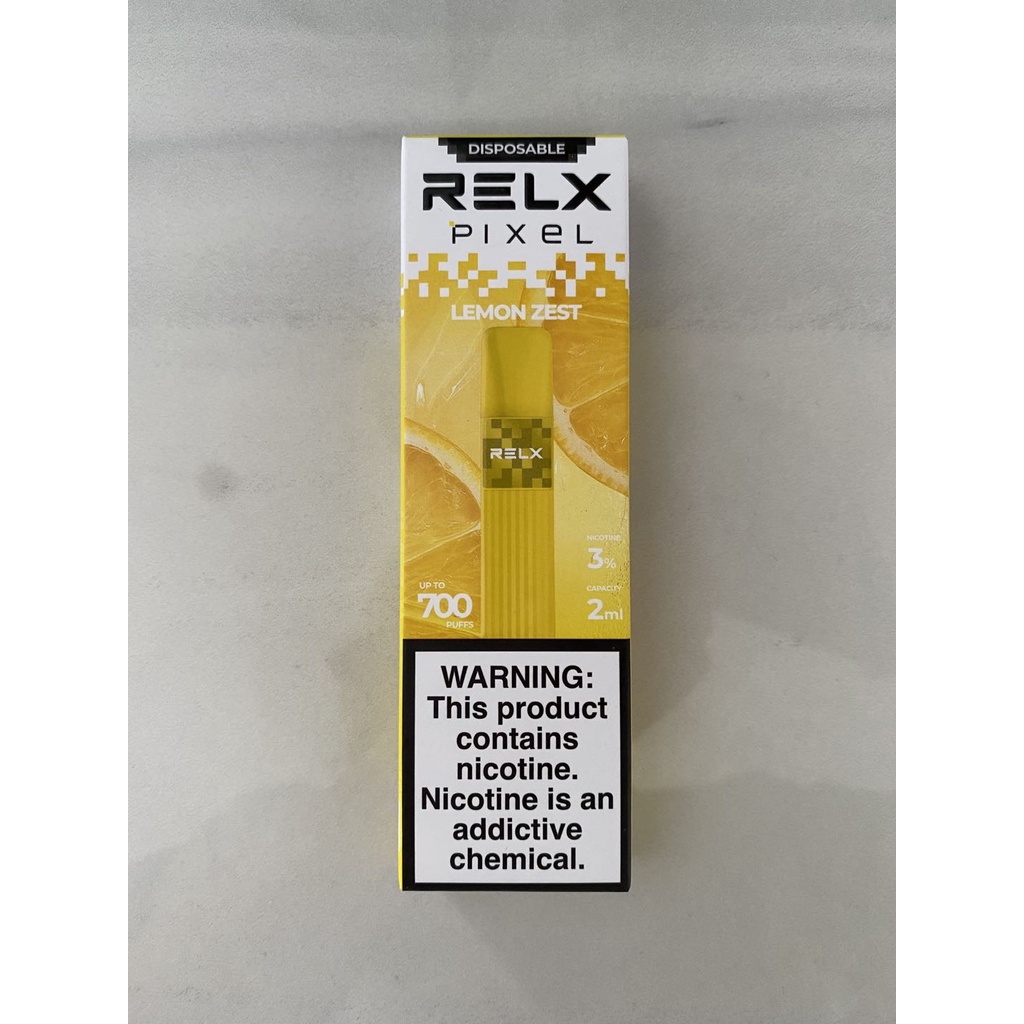 DISPOSABLE
RELX
PIXEL
LEMON ZEST
RELX
NICOTINE
3%
UP TO
700
PUFFS
CAPACITY
2ml
WARNING:
This product
contains
nicotine.
Nicotine is an
addictive
chemical.